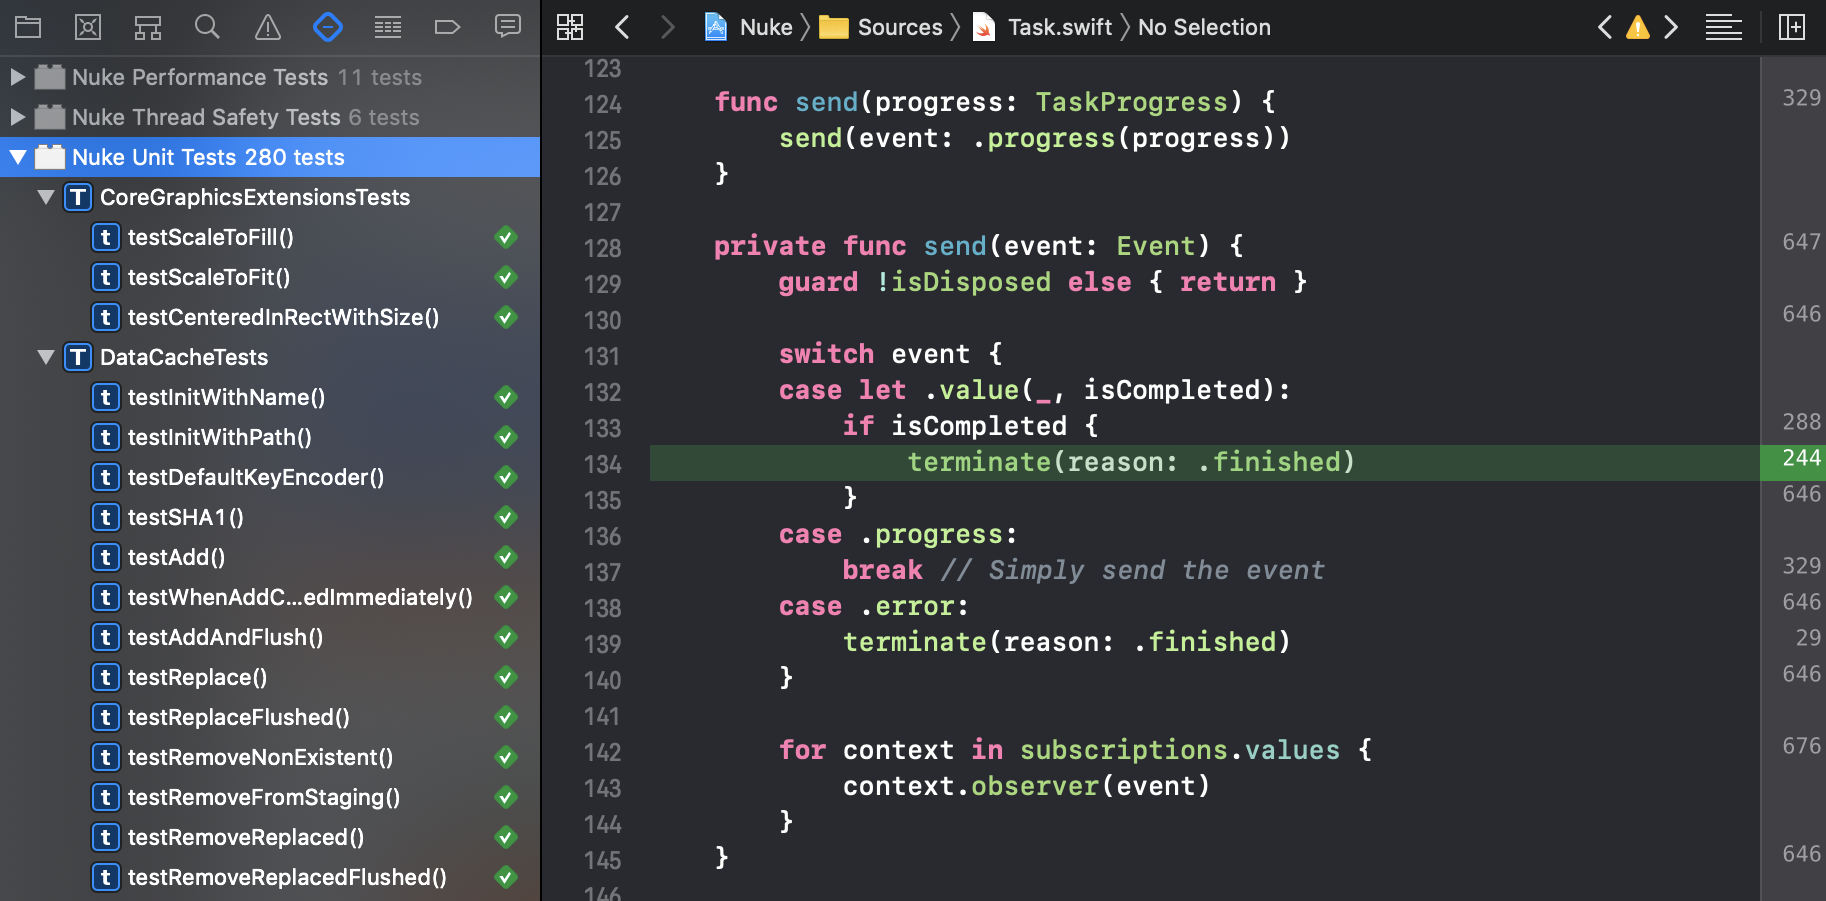 Nuke Performance Tests 11 tests
Nuke Thread Safety Tests 6 tests
Nuke Unit Tests 280 tests
T CoreGraphicsExtensionsTests
t testScaleToFill()
t testScaleToFit()
t testCenteredInRectWithSize()
T DataCacheTests
t testInitWithName()
t testInitWithPath()
t testDefaultKeyEncoder()
t testSHA1()
t testAdd()
t testWhenAddC...edImmediately()
t testAddAndFlush()
t testReplace()
t testReplaceFlushed()
t testRemoveNonExistent()
t testRemoveFromStaging()
t testRemoveReplaced()
t testRemoveReplacedFlushed()
Nuke Sources Task.swift No Selection
123
124 func send(progress: TaskProgress) { 329
125 send(event: .progress(progress))
126 }
127
128 private func send(event: Event) { 647
129 guard !isDisposed else { return }
130 646
131 switch event {
132 case let .value(_, isCompleted):
133 if isCompleted { 288
134 terminate(reason: .finished) 244
135 } 646
136 case .progress:
137 break // Simply send the event 329
138 case .error: 646
139 terminate(reason: .finished) 29
140 } 646
141
142 for context in subscriptions.values { 676
143 context.observer(event)
144 }
145 } 646
146